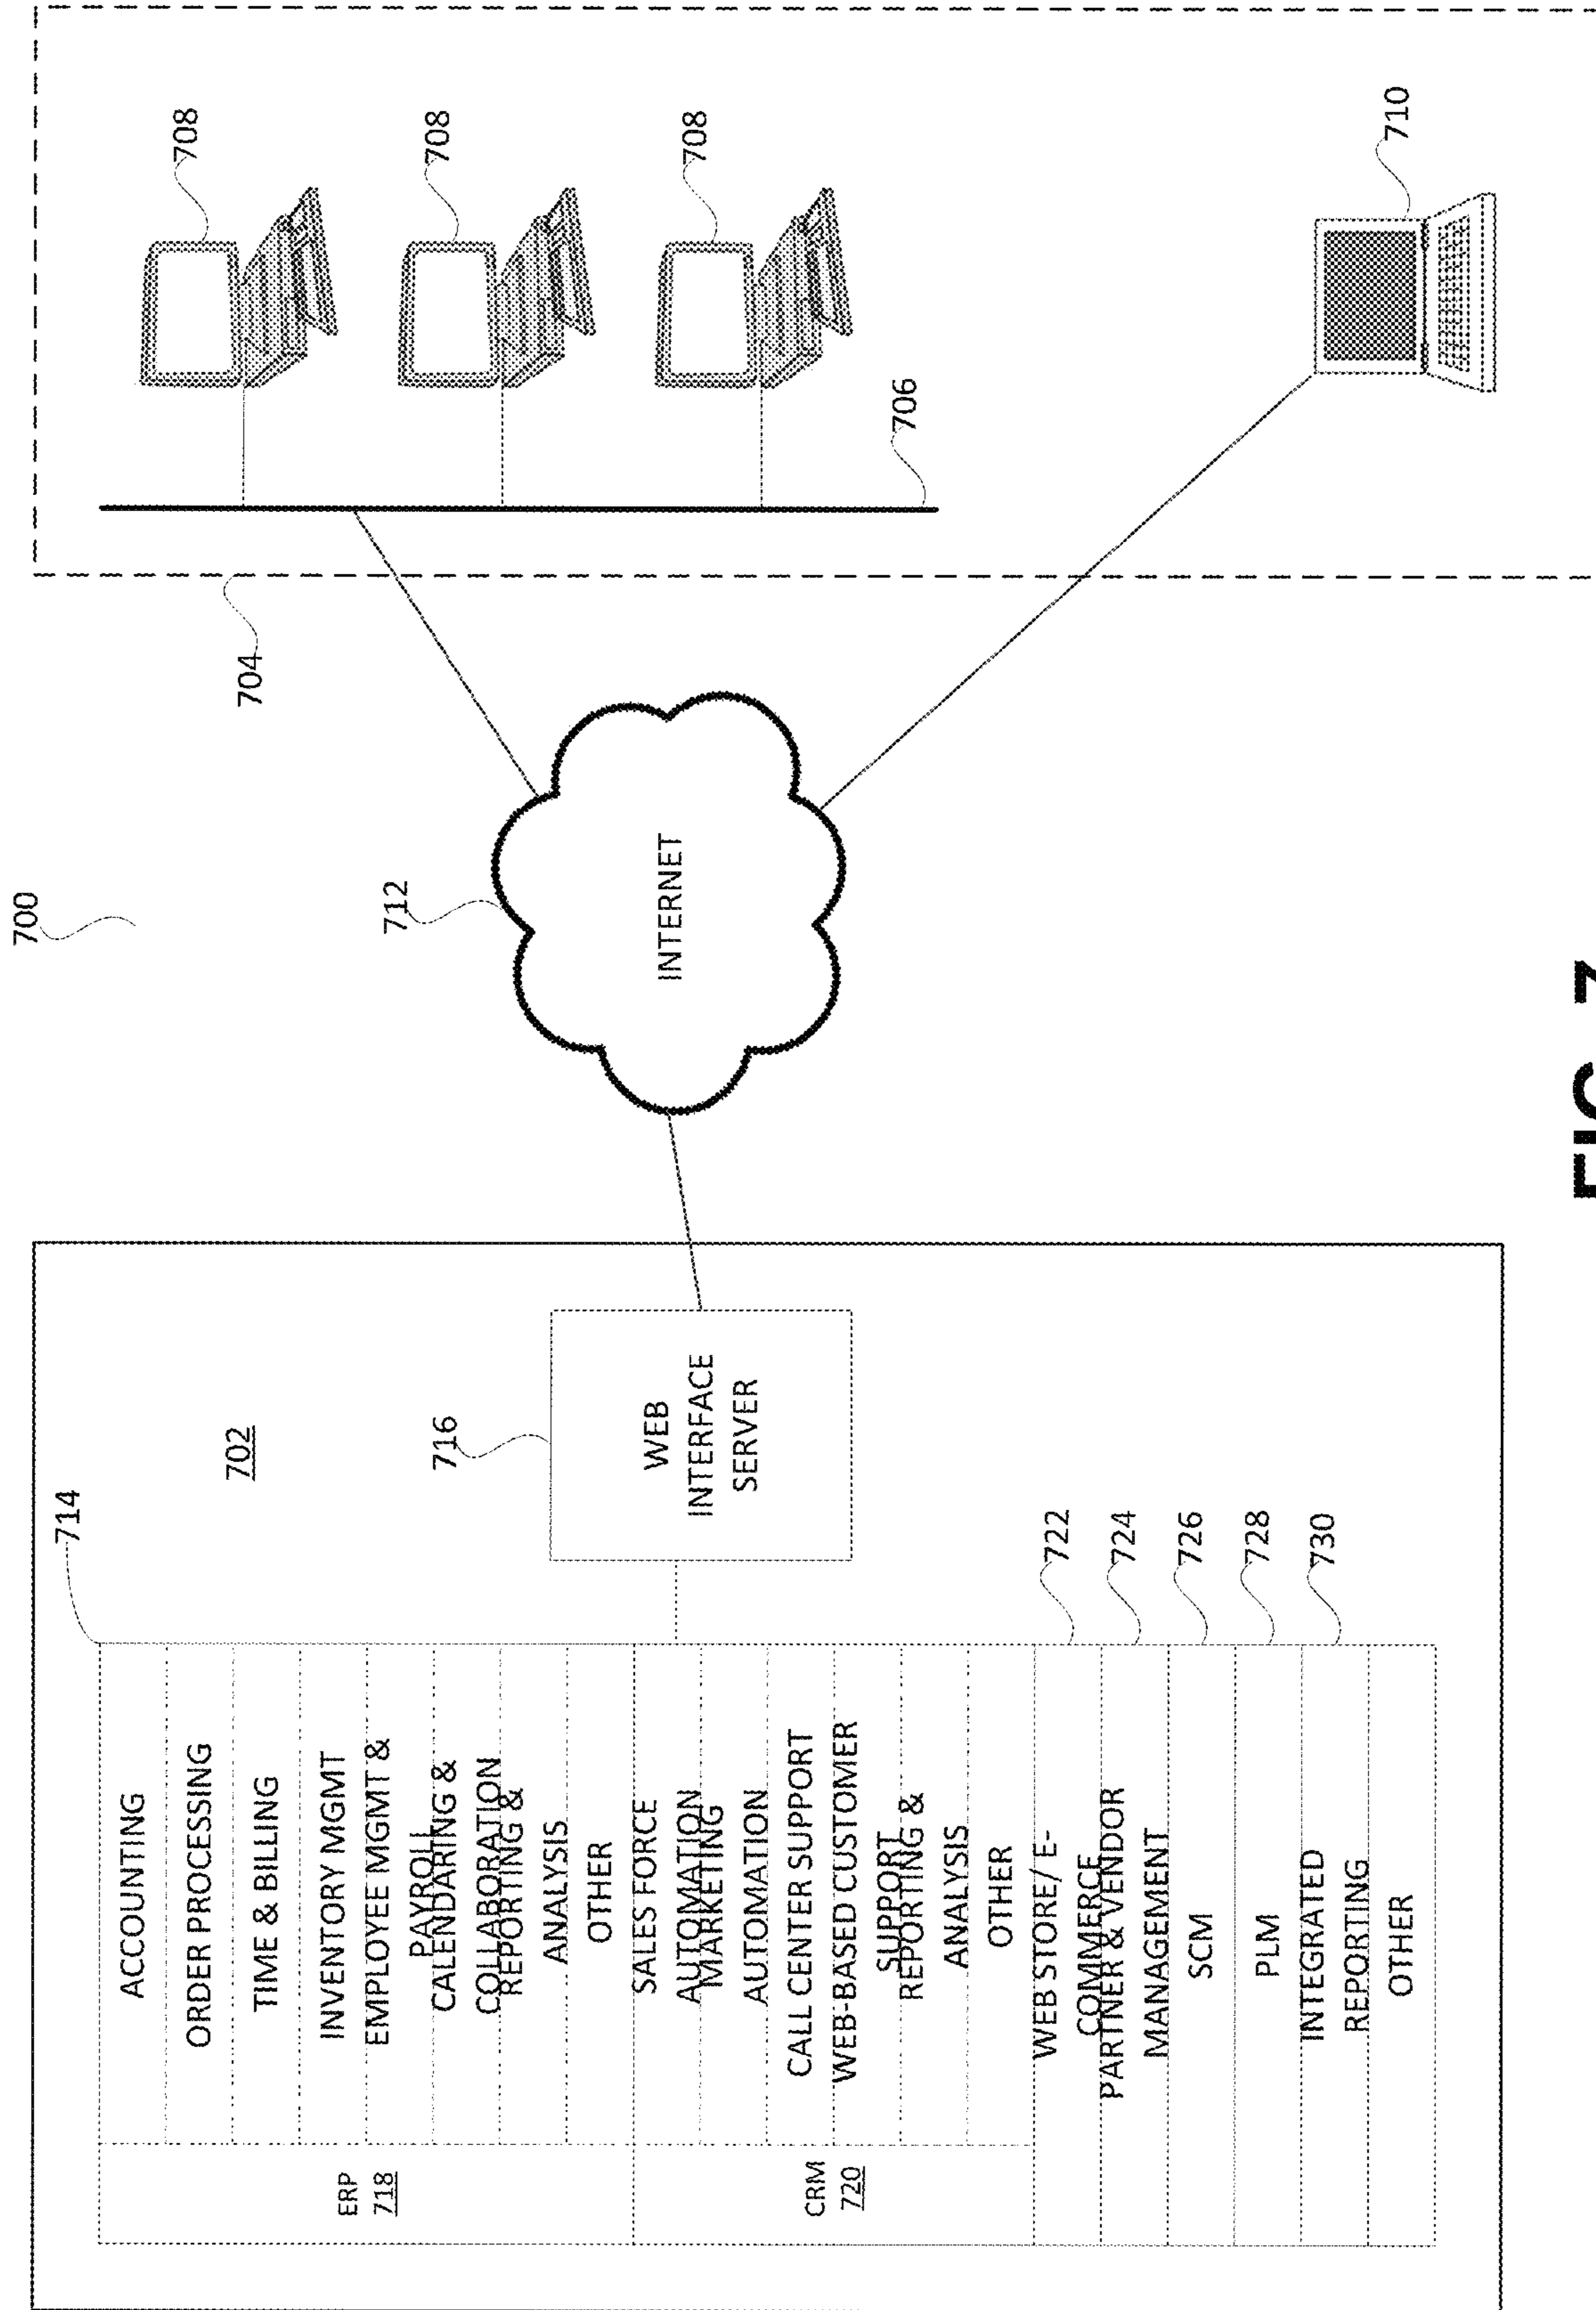 700
714
702
ACCOUNTING
ORDER PROCESSING
TIME & BILLING
INVENTORY MGMT
EMPLOYEE MGMT &
PAYROLL
CALENDARING &
COLLABORATION
REPORTING &
ANALYSIS
OTHER
ERP
718
SALES FORCE
AUTOMATION
MARKETING
AUTOMATION
CALL CENTER SUPPORT
WEB-BASED CUSTOMER
SUPPORT
REPORTING &
ANALYSIS
OTHER
CRM
720
WEB STORE/ E-
COMMERCE
722
PARTNER & VENDOR
MANAGEMENT
724
SCM
726
PLM
728
INTEGRATED
REPORTING
730
OTHER
716
WEB
INTERFACE
SERVER
712
INTERNET
704
708
708
708
706
710
FIG. 7